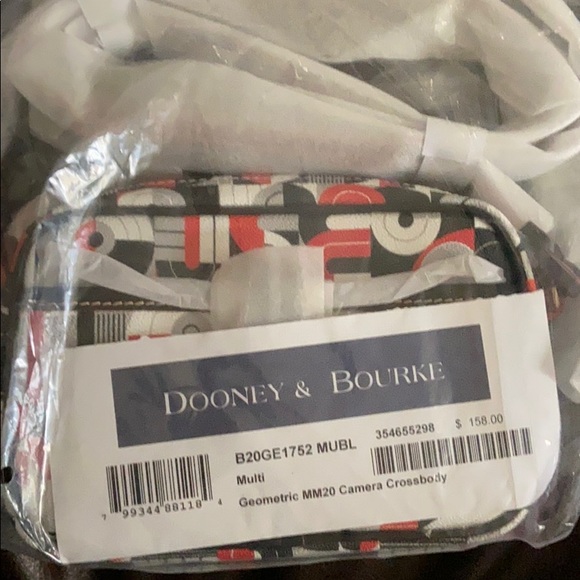 DOONEY & BOURKE
B20GE1752 MUBL
354655298 $ 158.00
Multi
Geometric MM20 Camera Crossbody
7 99344 88118 4